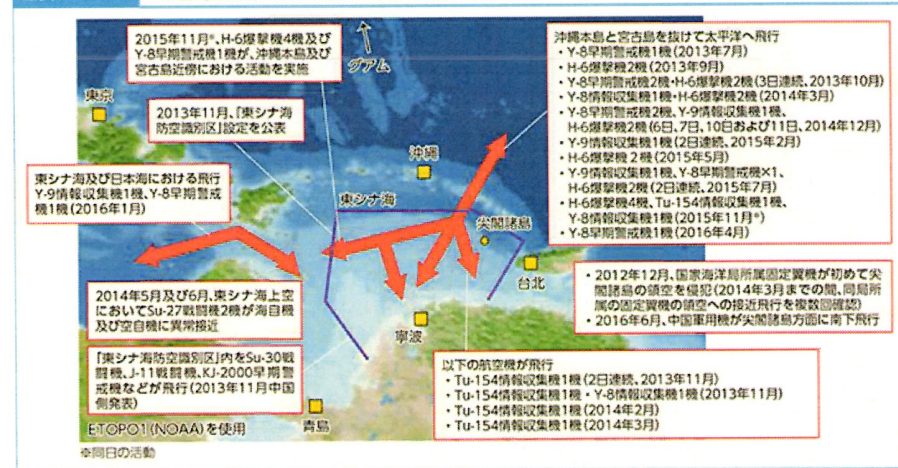 2015年11月※、H-6爆撃機4機及び
Y-8早期警戒機1機が、沖縄本島及び
宮古島近傍における活動を実施
グアム
東京
2013年11月、「東シナ海
防空識別区」設定を公表
東シナ海及び日本海における飛行
Y-9情報収集機1機、Y-8早期警戒
機1機(2016年1月)
沖縄
東シナ海
尖閣諸島
台北
寧波
青島
沖縄本島と宮古島を抜けて太平洋へ飛行
・Y-8早期警戒機1機(2013年7月)
・H-6爆撃機2機(2013年9月)
・Y-8早期警戒機2機・H-6爆撃機2機(3日連続、2013年10月)
・Y-8情報収集機1機・H-6爆撃機2機(2014年3月)
・Y-8早期警戒機2機、Y-9情報収集機1機、
H-6爆撃機2機(6日、7日、10日および11日、2014年12月)
・Y-9情報収集機1機(2日連続、2015年2月)
・H-6爆撃機2機(2015年5月)
・Y-9情報収集機1機、Y-8早期警戒機×1、
H-6爆撃機2機(2日連続、2015年7月)
・H-6爆撃機4機、Tu-154情報収集機1機、
Y-8情報収集機1機(2015年11月※)
・Y-8早期警戒機1機(2016年4月)
・2012年12月、国家海洋局所属固定翼機が初めて尖
閣諸島の領空を侵犯(2014年3月までの間、同局所
属の固定翼機の領空への接近飛行を複数回確認)
・2016年6月、中国軍用機が尖閣諸島方面に南下飛行
2014年5月及び6月、東シナ海上空
においてSu-27戦闘機2機が海自機
及び空自機に異常接近
「東シナ海防空識別区」内をSu-30戦
闘機、J-11戦闘機、KJ-2000早期警
戒機などが飛行(2013年11月中国
側発表)
以下の航空機が飛行
・Tu-154情報収集機1機(2日連続、2013年11月)
・Tu-154情報収集機1機・Y-8情報収集機1機(2013年11月)
・Tu-154情報収集機1機(2014年2月)
・Tu-154情報収集機1機(2014年3月)
ETOPO1(NOAA)を使用
※同日の活動